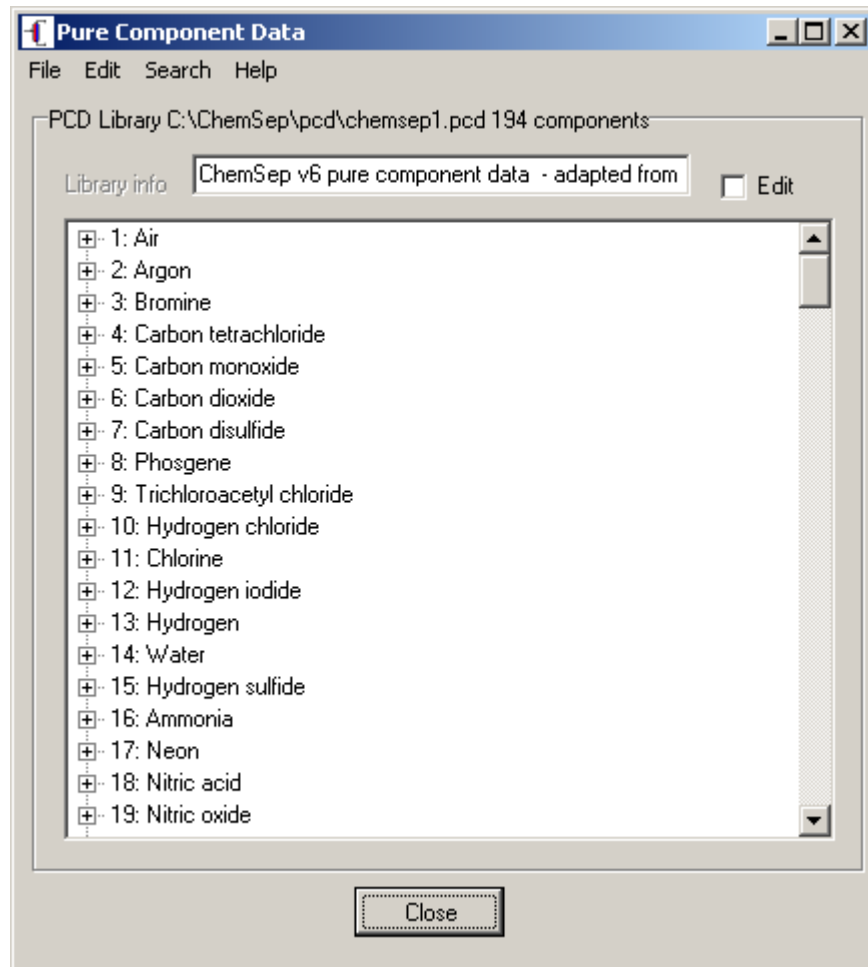 Pure Component Data
File Edit Search Help
PCD Library C:\ChemSep\pcd\chemsep1.pcd 194 components
Library info ChemSep v6 pure component data - adapted from Edit
1: Air
2: Argon
3: Bromine
4: Carbon tetrachloride
5: Carbon monoxide
6: Carbon dioxide
7: Carbon disulfide
8: Phosgene
9: Trichloroacetyl chloride
10: Hydrogen chloride
11: Chlorine
12: Hydrogen iodide
13: Hydrogen
14: Water
15: Hydrogen sulfide
16: Ammonia
17: Neon
18: Nitric acid
19: Nitric oxide
Close